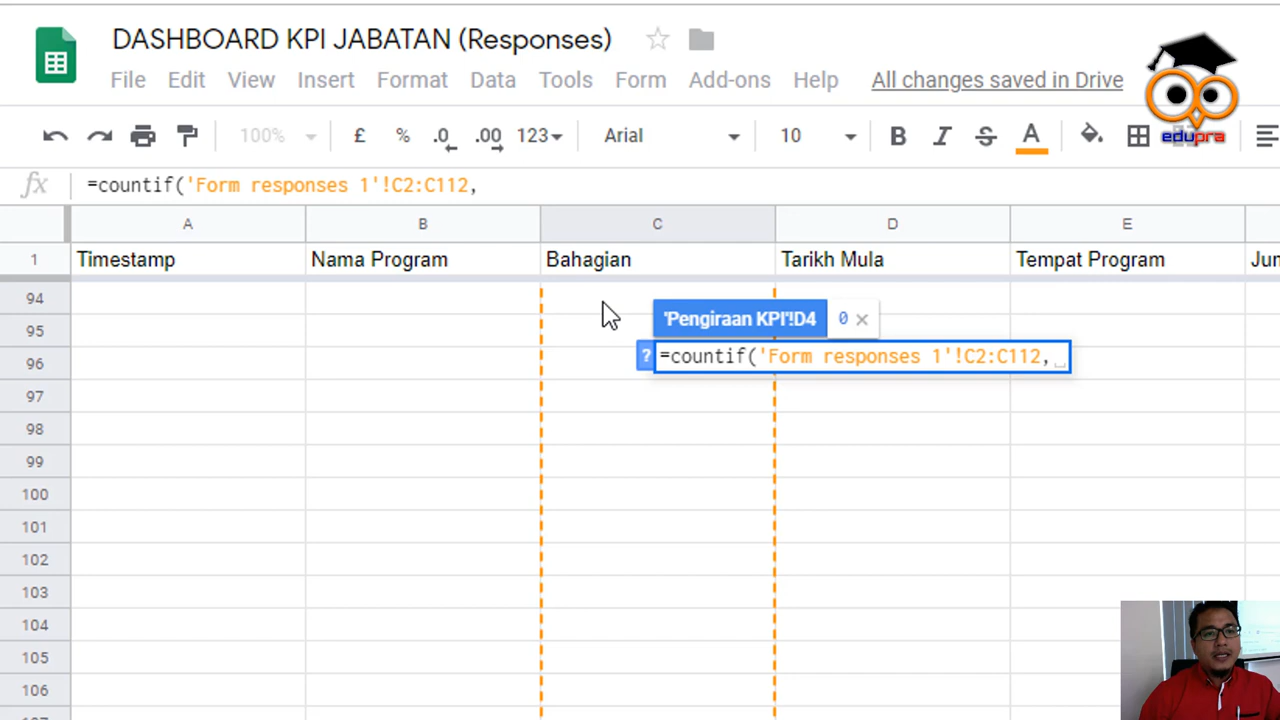 DASHBOARD KPI JABATAN (Responses)
File Edit View Insert Format Data Tools Form Add-ons Help All changes saved in Drive
edupra
100% £ % .0 .00 123 Arial 10 B I S A
fx =countif('Form responses 1'!C2:C112,
A B C D E
1 Timestamp Nama Program Bahagian Tarikh Mula Tempat Program Jun
94
'Pengiraan KPI'!D4 0 ×
95
? =countif('Form responses 1'!C2:C112,
96
97
98
99
100
101
102
103
104
105
106
107